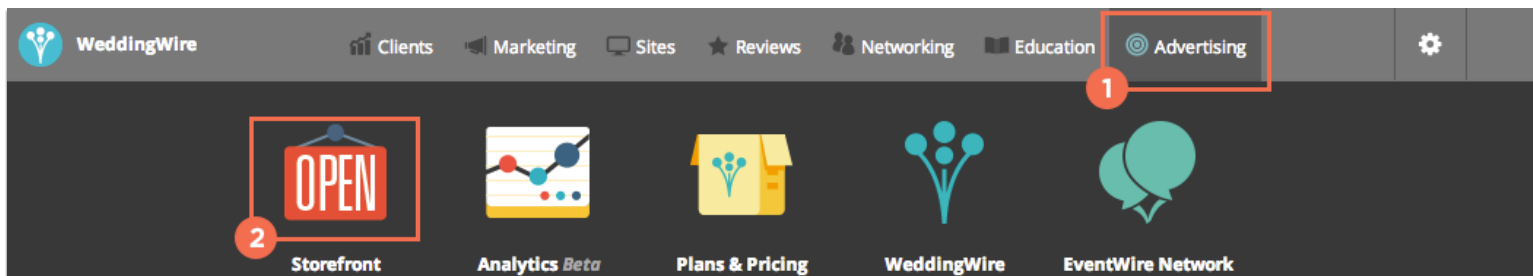 WeddingWire
Clients
Marketing
Sites
Reviews
Networking
Education
Advertising
1
OPEN
2
Storefront
Analytics Beta
Plans & Pricing
WeddingWire
EventWire Network